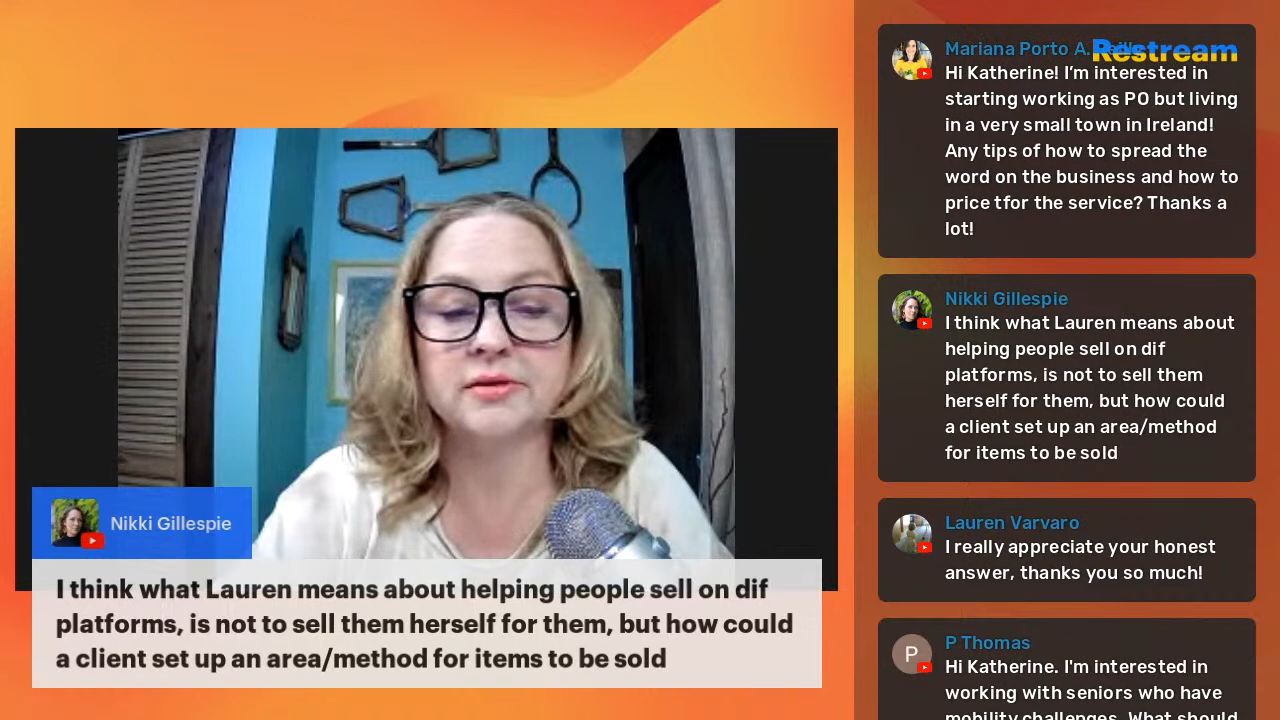 Mariana Porto A.
Restream
Hi Katherine! I'm interested in
starting working as PO but living
in a very small town in Ireland!
Any tips of how to spread the
word on the business and how to
price tfor the service? Thanks a
lot!
Nikki Gillespie
I think what Lauren means about
helping people sell on dif
platforms, is not to sell them
herself for them, but how could
a client set up an area/method
for items to be sold
Lauren Varvaro
I really appreciate your honest
answer, thanks you so much!
P
P Thomas
Hi Katherine. I'm interested in
working with seniors who have
mobility challenges. What should
Nikki Gillespie
I think what Lauren means about helping people sell on dif
platforms, is not to sell them herself for them, but how could
a client set up an area/method for items to be sold